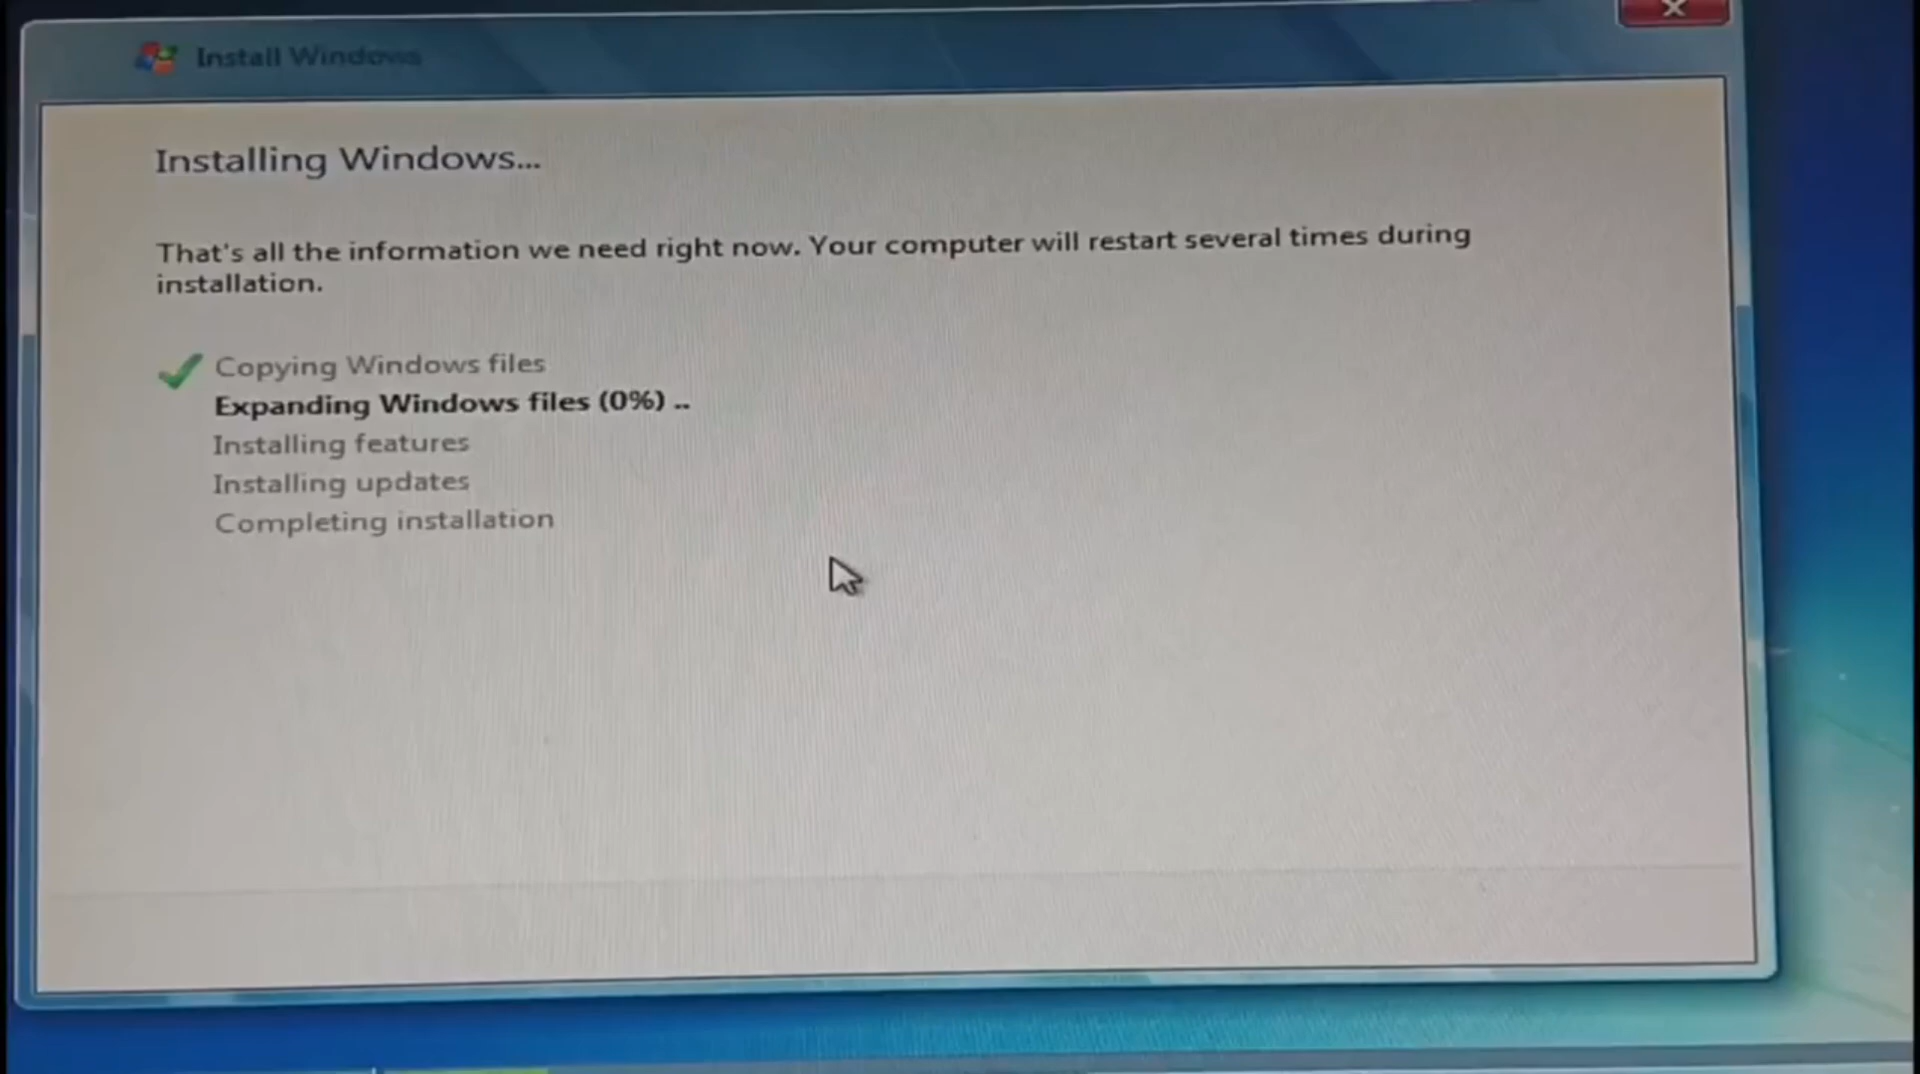 Install Windows
Installing Windows...
That's all the information we need right now. Your computer will restart several times during
installation.
Copying Windows files
Expanding Windows files (0%) ..
Installing features
Installing updates
Completing installation